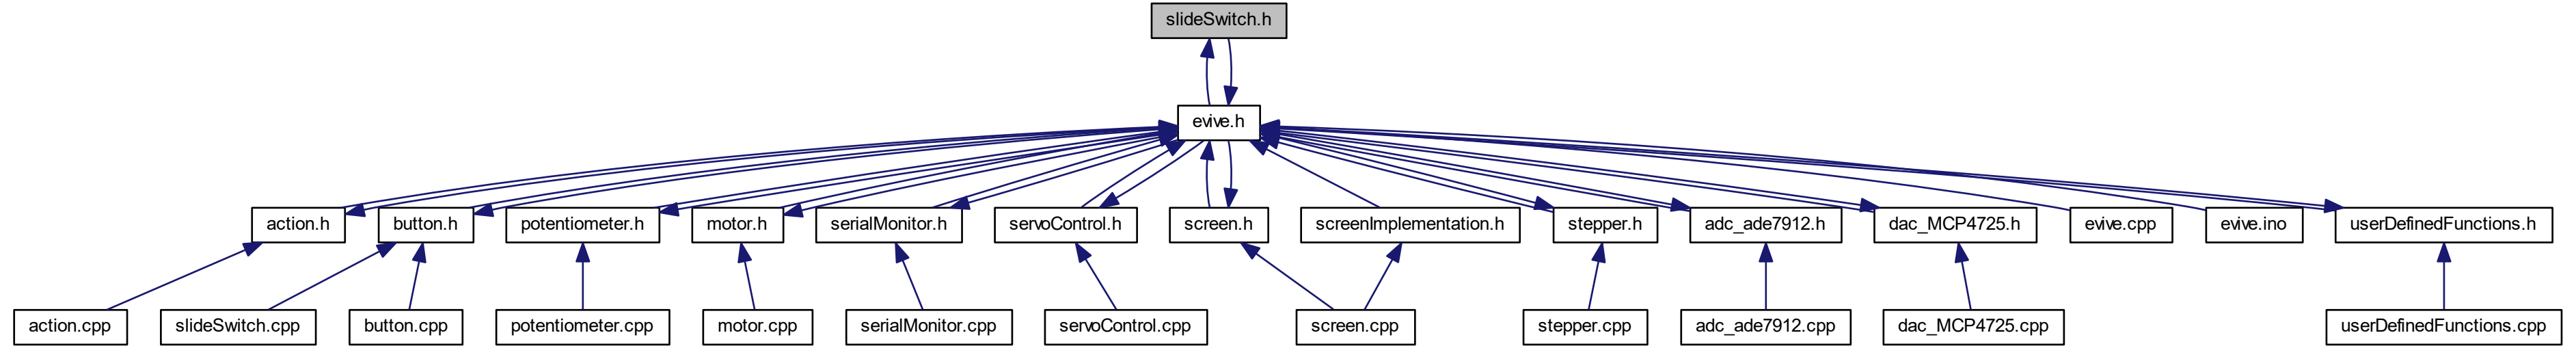 slideSwitch.h
evive.h
action.h
button.h
potentiometer.h
motor.h
serialMonitor.h
servoControl.h
screen.h
screenImplementation.h
stepper.h
adc_ade7912.h
dac_MCP4725.h
evive.cpp
evive.ino
userDefinedFunctions.h
action.cpp
slideSwitch.cpp
button.cpp
potentiometer.cpp
motor.cpp
serialMonitor.cpp
servoControl.cpp
screen.cpp
stepper.cpp
adc_ade7912.cpp
dac_MCP4725.cpp
userDefinedFunctions.cpp